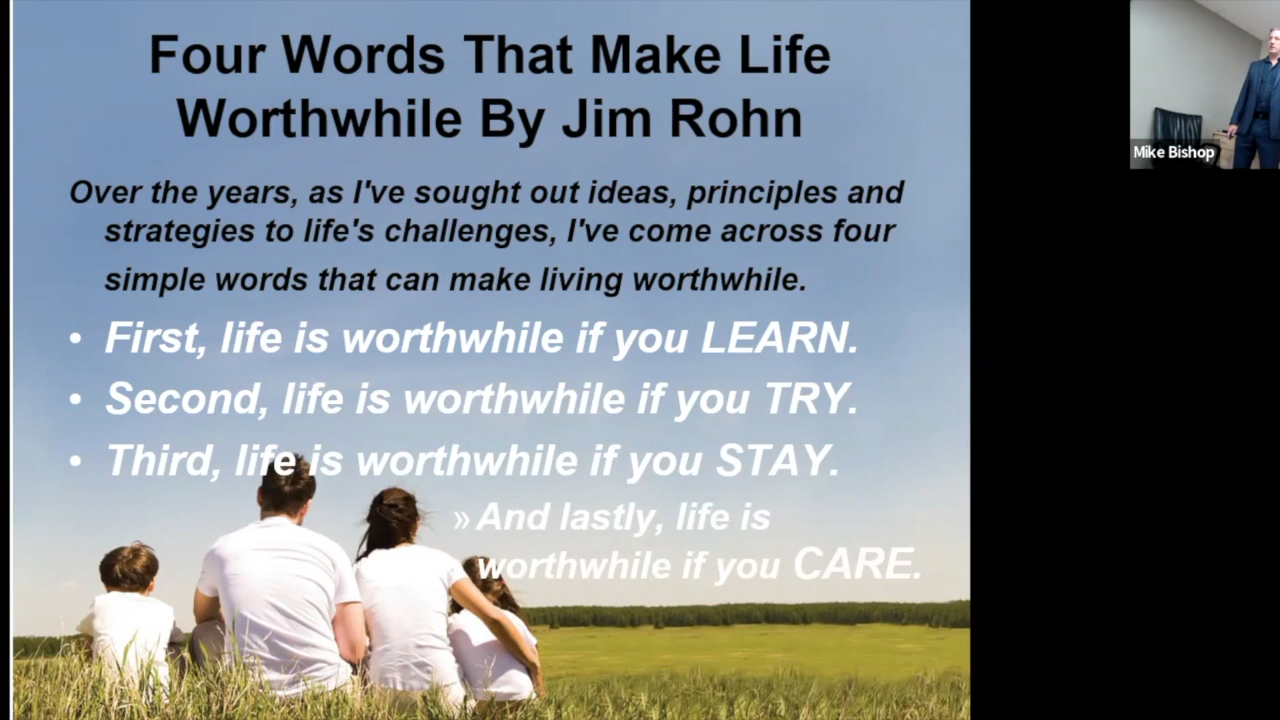 Four Words That Make Life
Worthwhile By Jim Rohn
Over the years, as I've sought out ideas, principles and
strategies to life's challenges, I've come across four
simple words that can make living worthwhile.
• First, life is worthwhile if you LEARN.
• Second, life is worthwhile if you TRY.
• Third, life is worthwhile if you STAY.
» And lastly, life is
worthwhile if you CARE.
Mike Bishop